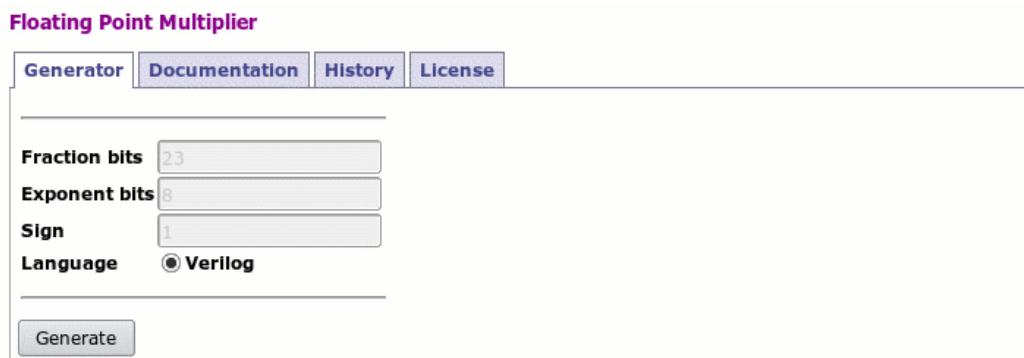 Floating Point Multiplier
Generator Documentation History License
Fraction bits 23
Exponent bits 8
Sign 1
Language Verilog
Generate